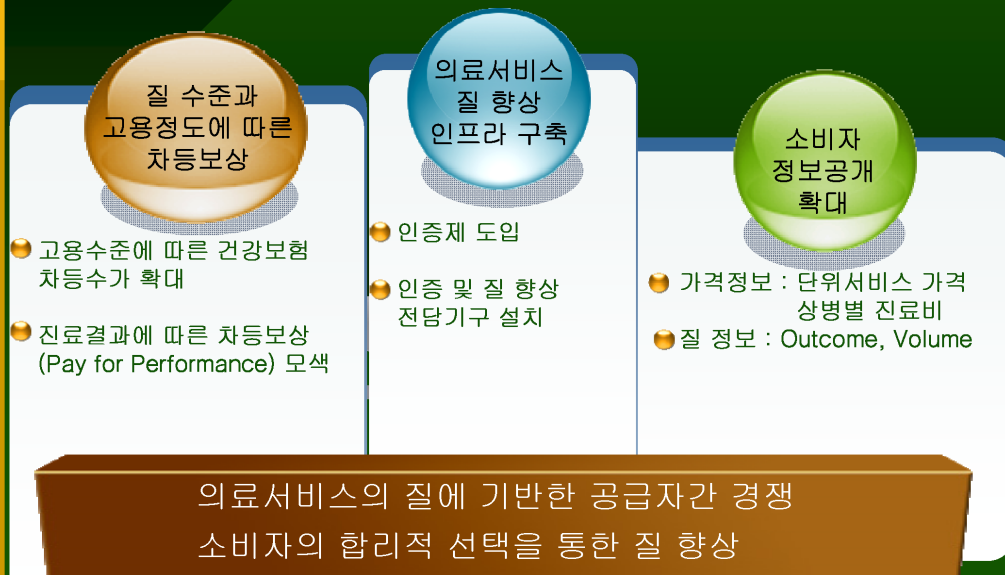 질 수준과
고용정도에 따른
차등보상
고용수준에 따른 건강보험
차등수가 확대
진료결과에 따른 차등보상
(Pay for Performance) 모색
의료서비스
질 향상
인프라 구축
인증제 도입
인증 및 질 향상
전담기구 설치
소비자
정보공개
확대
가격정보 : 단위서비스 가격
상병별 진료비
질 정보 : Outcome, Volume
의료서비스의 질에 기반한 공급자간 경쟁
소비자의 합리적 선택을 통한 질 향상